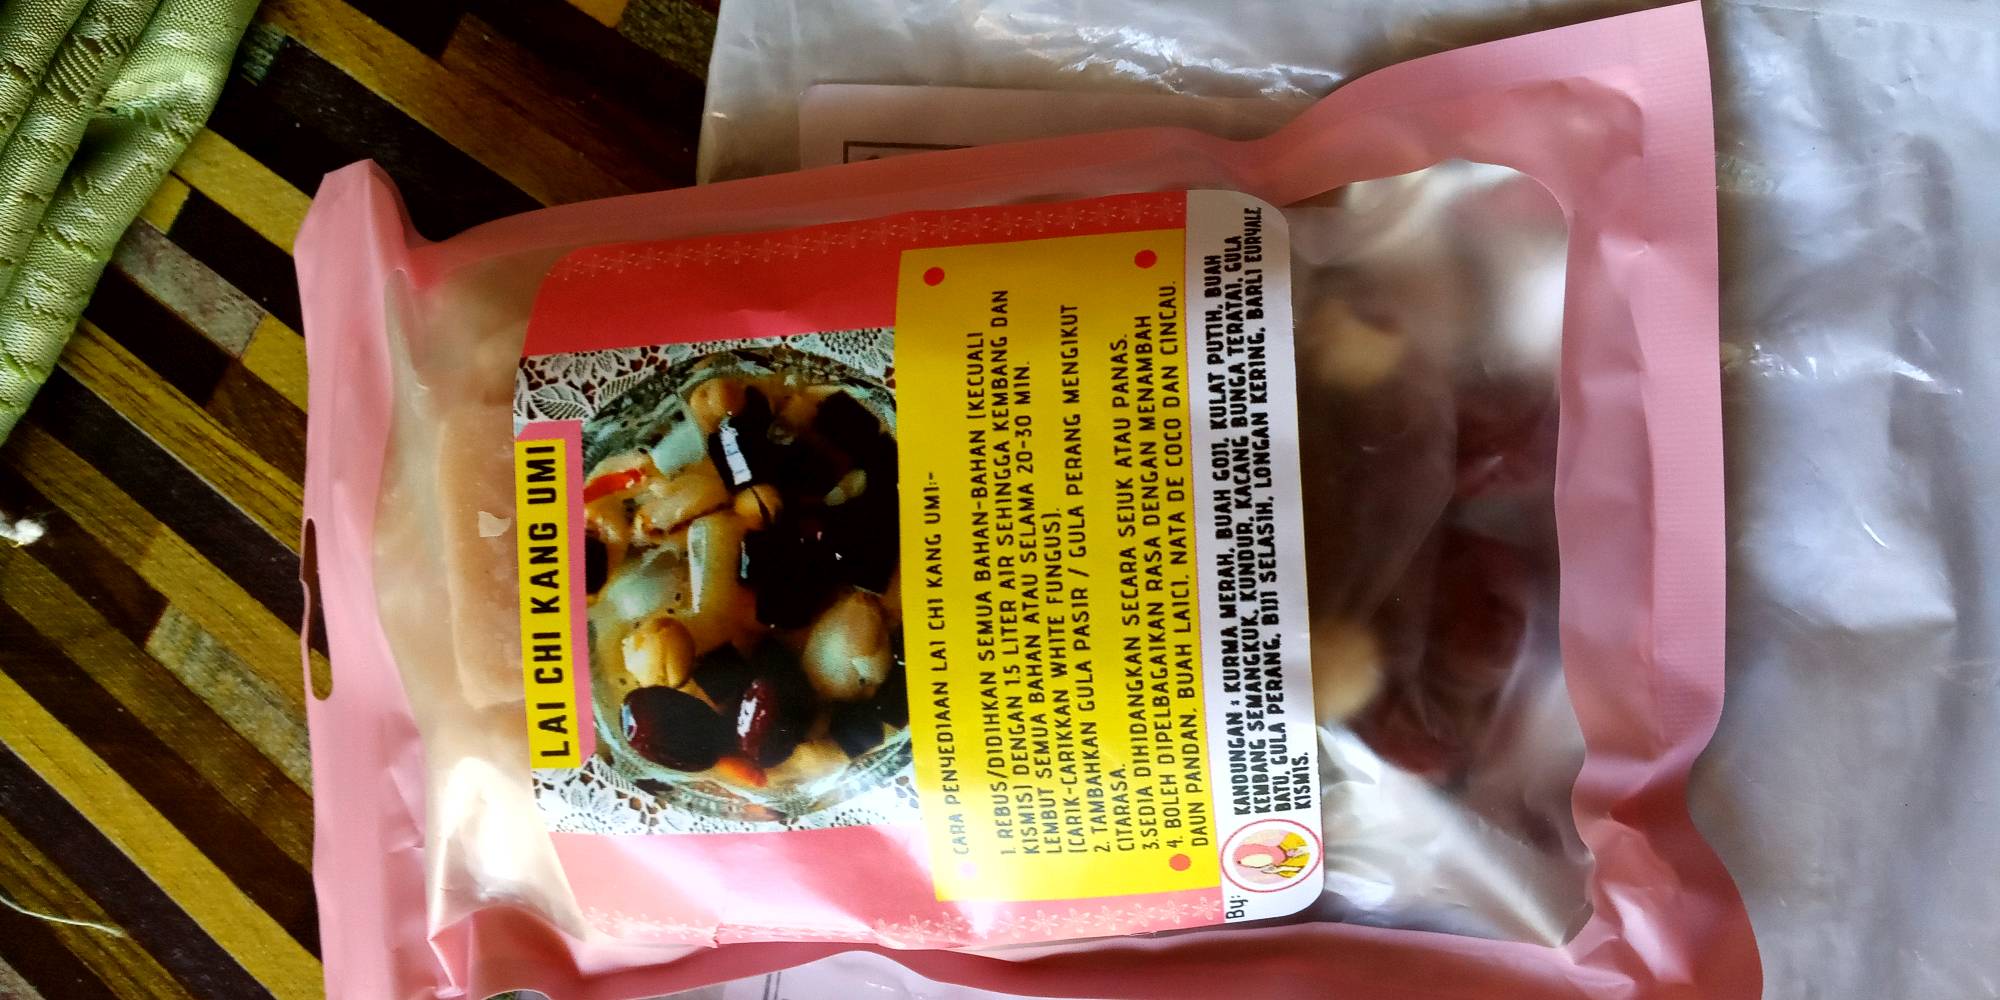 LAI CHI KANG UMI
CARA PENYEDIAAN LAI CHI KANG UMI:-
1. REBUS/DIDIHKAN SEMUA BAHAN-BAHAN (KECUALI
KISMIS) DENGAN 1.5 LITER AIR SEHINGGA KEMBANG DAN
LEMBUT SEMUA BAHAN ATAU SELAMA 20-30 MIN.
(CARIK-CARIKKAN WHITE FUNGUS).
2. TAMBAHKAN GULA PASIR / GULA PERANG MENGIKUT
CITARASA.
3.SEDIA DIHIDANGKAN SECARA SEJUK ATAU PANAS.
4. BOLEH DIPELBAGAIKAN RASA DENGAN MENAMBAH
DAUN PANDAN, BUAH LAICI, NATA DE COCO DAN CINCAU.
KANDUNGAN : KURMA MERAH, BUAH GOJI, KULAT PUTIH, BUAH
KEMBANG SEMANGKUK, KUNDUR, KACANG BUNGA TERATAI, GULA
BATU, GULA PERANG, BIJI SELASIH, LONGAN KERING, BARLI EURYALE
KISMIS.
By: